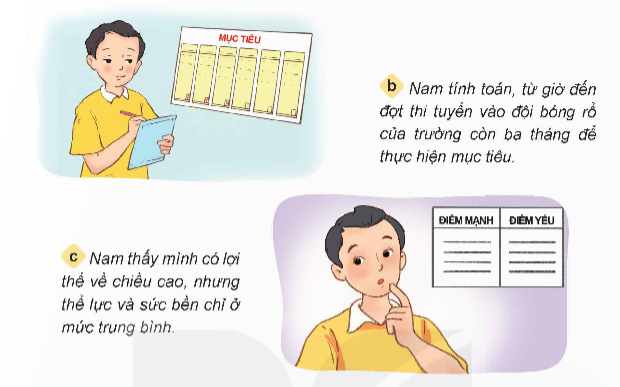 MỤC TIÊU
b Nam tính toán, từ giờ đến
đợt thi tuyển vào đội bóng rổ
của trường còn ba tháng để
thực hiện mục tiêu.
ĐIỂM MẠNH ĐIỂM YẾU
c Nam thấy mình có lợi
thế về chiều cao, nhưng
thể lực và sức bền chỉ ở
mức trung bình.